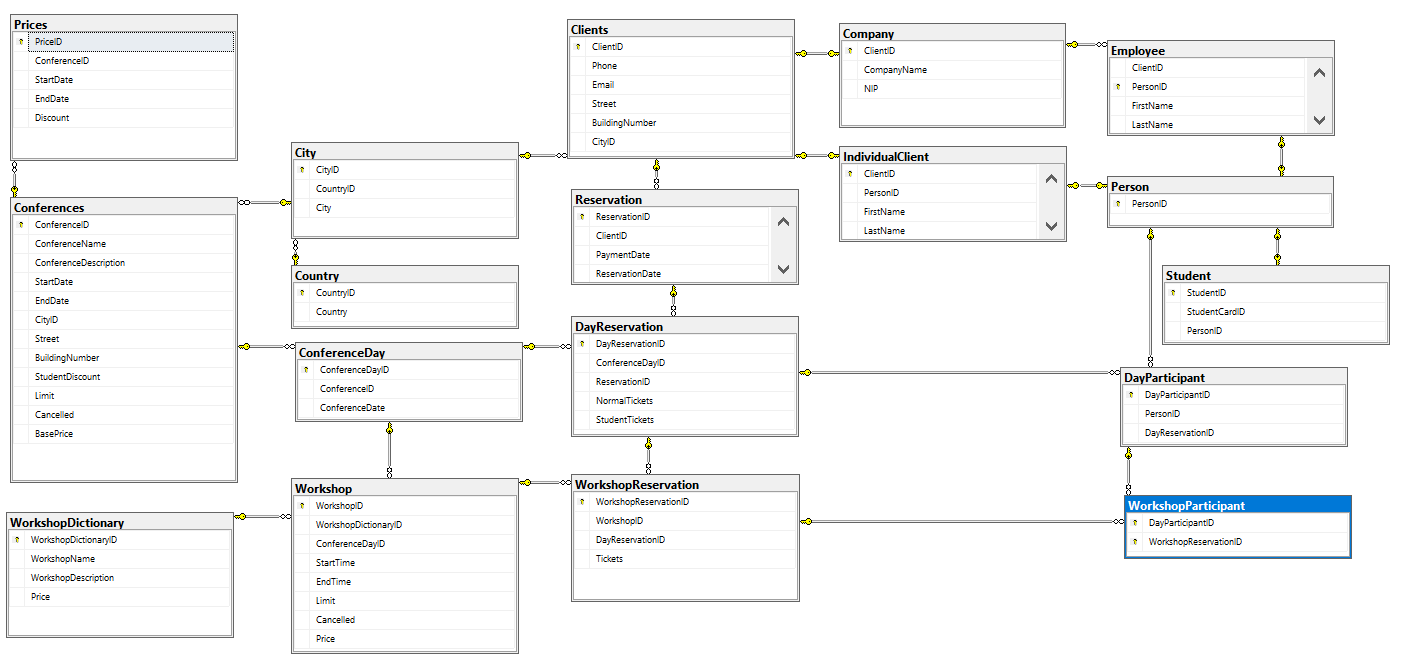 Prices
PriceID
ConferenceID
StartDate
EndDate
Discount
Conferences
ConferenceID
ConferenceName
ConferenceDescription
StartDate
EndDate
CityID
Street
BuildingNumber
StudentDiscount
Limit
Cancelled
BasePrice
WorkshopDictionary
WorkshopDictionaryID
WorkshopName
WorkshopDescription
Price
City
CityID
CountryID
City
Country
CountryID
Country
ConferenceDay
ConferenceDayID
ConferenceID
ConferenceDate
Workshop
WorkshopID
WorkshopDictionaryID
ConferenceDayID
StartTime
EndTime
Limit
Cancelled
Price
Clients
ClientID
Phone
Email
Street
BuildingNumber
CityID
Reservation
ReservationID
ClientID
PaymentDate
ReservationDate
DayReservation
DayReservationID
ConferenceDayID
ReservationID
NormalTickets
StudentTickets
WorkshopReservation
WorkshopReservationID
WorkshopID
DayReservationID
Tickets
Company
ClientID
CompanyName
NIP
IndividualClient
ClientID
PersonID
FirstName
LastName
Employee
ClientID
PersonID
FirstName
LastName
Person
PersonID
Student
StudentID
StudentCardID
PersonID
DayParticipant
DayParticipantID
PersonID
DayReservationID
WorkshopParticipant
DayParticipantID
WorkshopReservationID